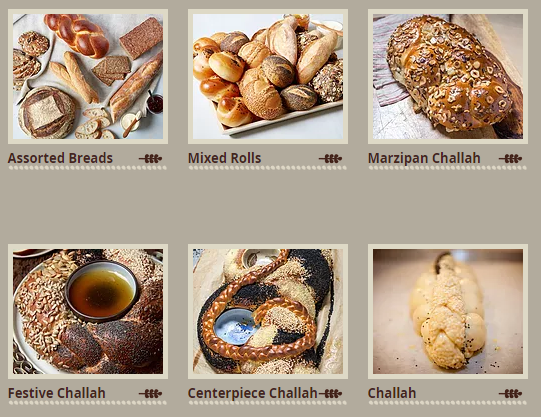 Assorted Breads
Mixed Rolls
Marzipan Challah
Festive Challah
Centerpiece Challah
Challah